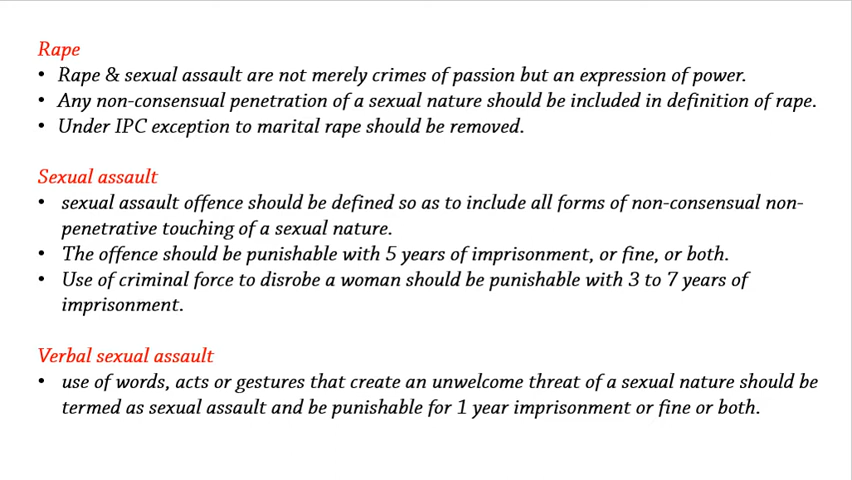 Rape
• Rape & sexual assault are not merely crimes of passion but an expression of power.
• Any non-consensual penetration of a sexual nature should be included in definition of rape.
• Under IPC exception to marital rape should be removed.
Sexual assault
• sexual assault offence should be defined so as to include all forms of non-consensual non-
penetrative touching of a sexual nature.
• The offence should be punishable with 5 years of imprisonment, or fine, or both.
• Use of criminal force to disrobe a woman should be punishable with 3 to 7 years of
imprisonment.
Verbal sexual assault
• use of words, acts or gestures that create an unwelcome threat of a sexual nature should be
termed as sexual assault and be punishable for 1 year imprisonment or fine or both.